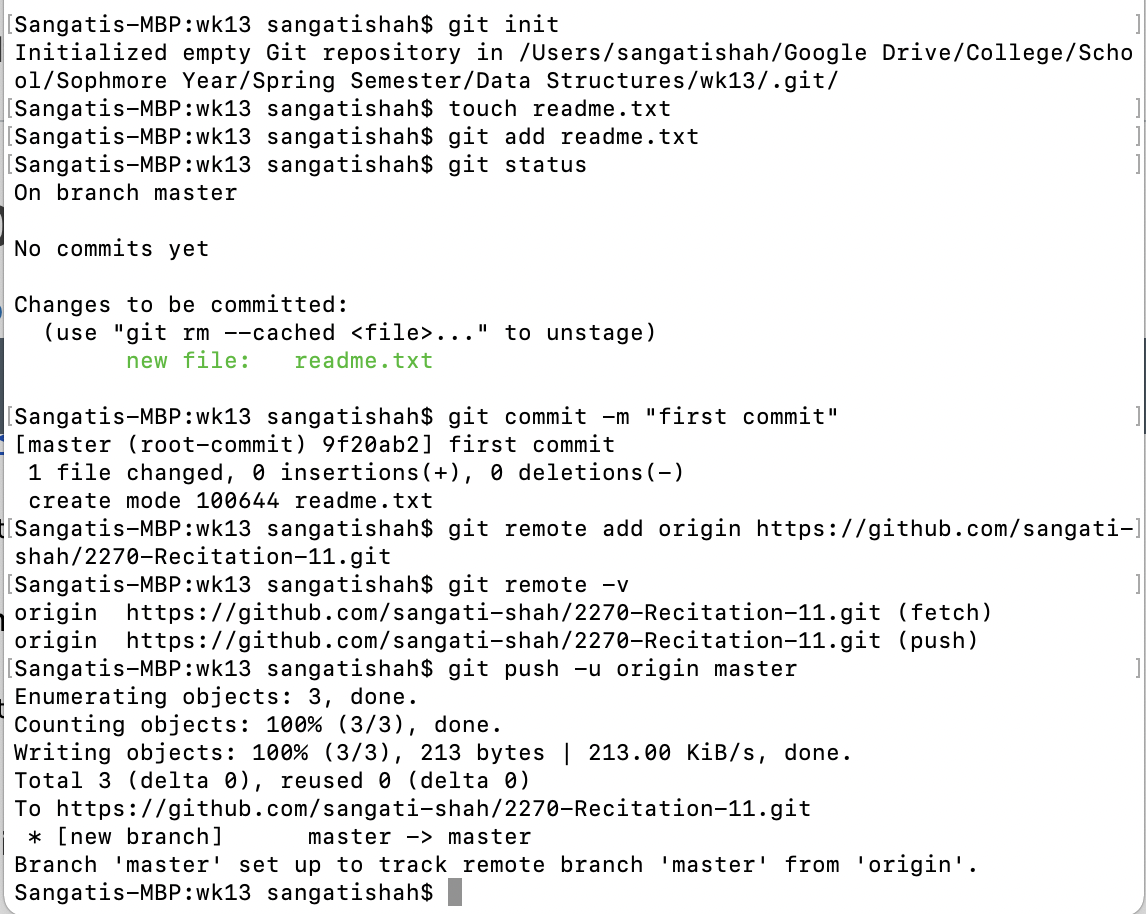 [Sangatis-MBP:wk13 sangatishah$ git init ]
Initialized empty Git repository in /Users/sangatishah/Google Drive/College/Scho
ol/Sophmore Year/Spring Semester/Data Structures/wk13/.git/
[Sangatis-MBP:wk13 sangatishah$ touch readme.txt ]
[Sangatis-MBP:wk13 sangatishah$ git add readme.txt ]
[Sangatis-MBP:wk13 sangatishah$ git status ]
On branch master
No commits yet
Changes to be committed:
  (use "git rm --cached <file>..." to unstage)
        new file:   readme.txt
[Sangatis-MBP:wk13 sangatishah$ git commit -m "first commit" ]
[master (root-commit) 9f20ab2] first commit
 1 file changed, 0 insertions(+), 0 deletions(-)
 create mode 100644 readme.txt
[Sangatis-MBP:wk13 sangatishah$ git remote add origin https://github.com/sangati-]
shah/2270-Recitation-11.git
[Sangatis-MBP:wk13 sangatishah$ git remote -v ]
origin  https://github.com/sangati-shah/2270-Recitation-11.git (fetch)
origin  https://github.com/sangati-shah/2270-Recitation-11.git (push)
[Sangatis-MBP:wk13 sangatishah$ git push -u origin master ]
Enumerating objects: 3, done.
Counting objects: 100% (3/3), done.
Writing objects: 100% (3/3), 213 bytes | 213.00 KiB/s, done.
Total 3 (delta 0), reused 0 (delta 0)
To https://github.com/sangati-shah/2270-Recitation-11.git
 * [new branch]      master -> master
Branch 'master' set up to track remote branch 'master' from 'origin'.
Sangatis-MBP:wk13 sangatishah$